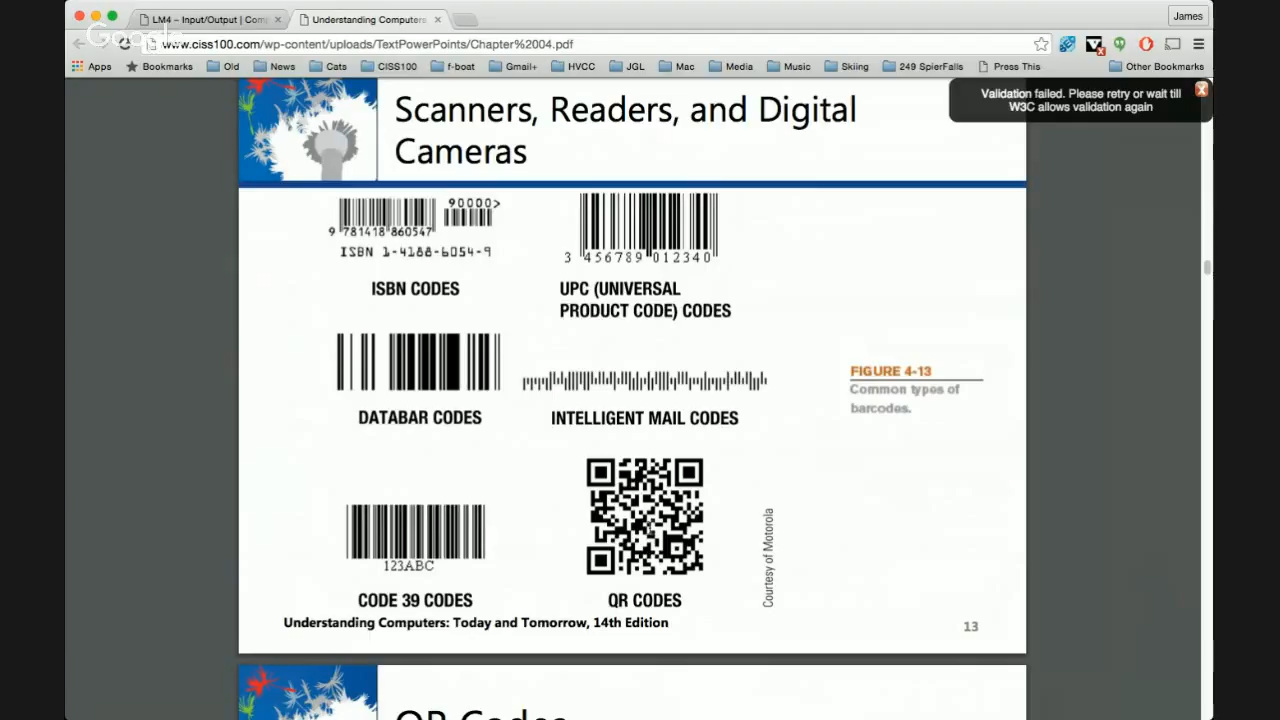 LM4 – Input/Output | Com
Understanding Computers:
James
Google
www.ciss100.com/wp-content/uploads/TextPowerPoints/Chapter%2004.pdf
Apps Bookmarks Old News Cats CISS100 f-boat Gmail+ HVCC JGL Mac Media Music Skiing 249 SpierFalls Press This Other Bookmarks
Validation failed. Please retry or wait till
W3C allows validation again
Scanners, Readers, and Digital
Cameras
90000>
9 781418 860547
ISBN 1-4188-6054-9
ISBN CODES
3 456789 012340
UPC (UNIVERSAL
PRODUCT CODE) CODES
DATABAR CODES
INTELLIGENT MAIL CODES
FIGURE 4-13
Common types of
barcodes.
123ABC
CODE 39 CODES
QR CODES
Courtesy of Motorola
Understanding Computers: Today and Tomorrow, 14th Edition
13
QR Codes